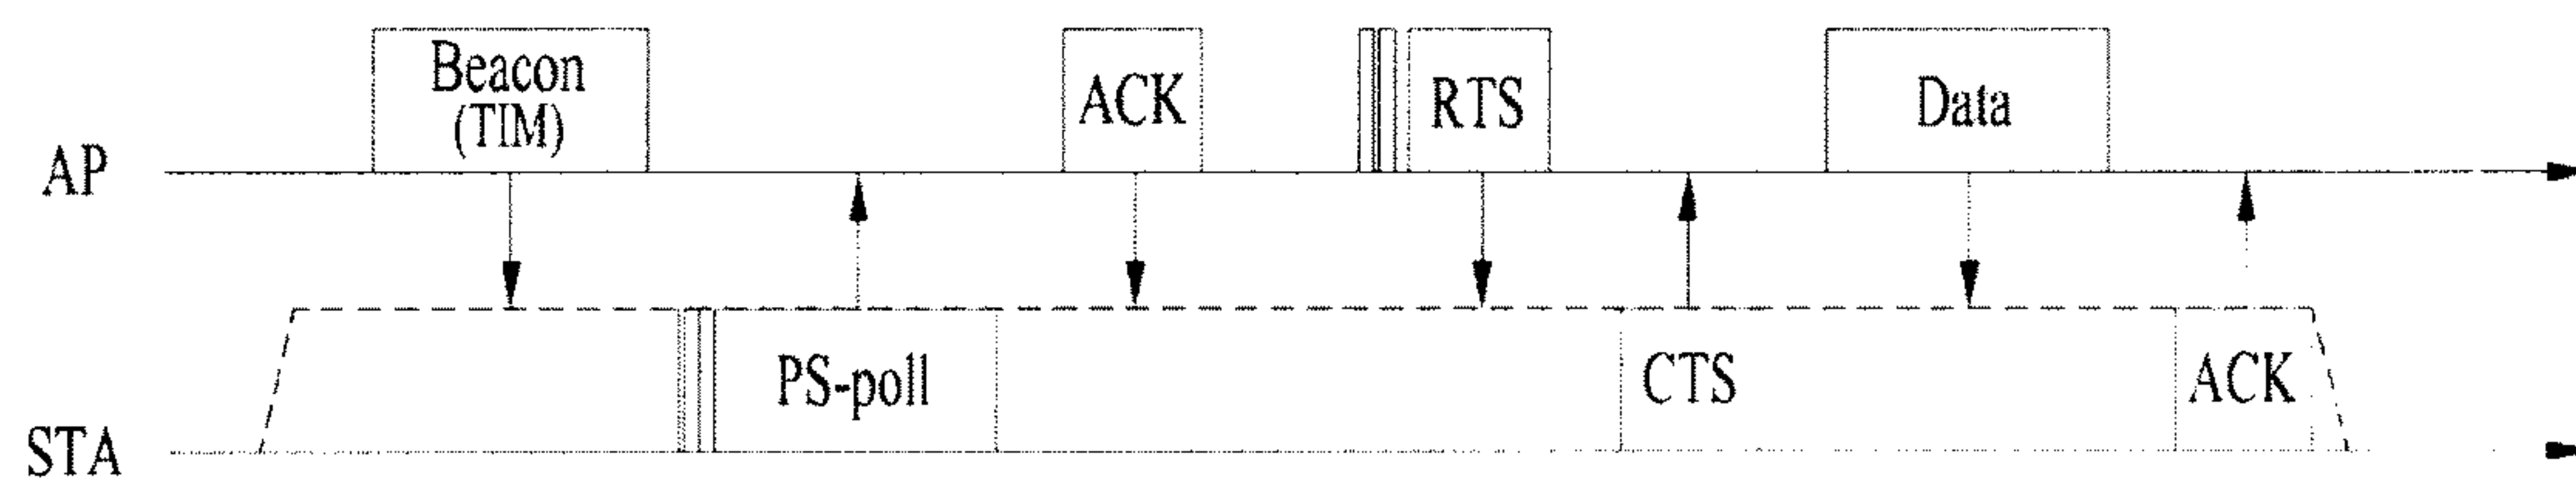 Beacon
(TIM)
ACK
RTS
Data
AP
PS-poll
CTS
ACK
STA